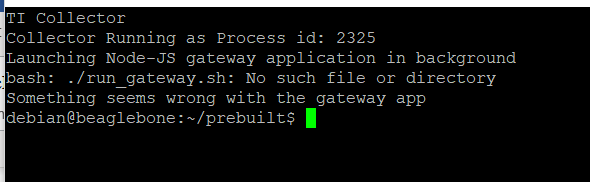 TI Collector
Collector Running as Process id: 2325
Launching Node-JS gateway application in background
bash: ./run_gateway.sh: No such file or directory
Something seems wrong with the gateway app
debian@beaglebone:~/prebuilt$